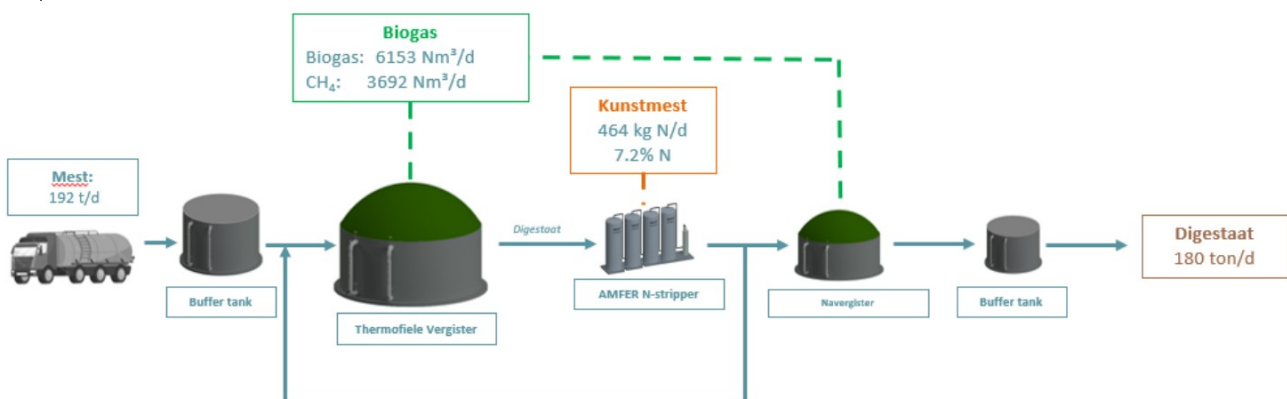 Biogas
Biogas: 6153 Nm³/d
CH₄: 3692 Nm³/d
Kunstmest
464 kg N/d
7.2% N
Mest:
192 t/d
Digestaat
Digestaat
180 ton/d
Buffer tank
Thermofiele Vergister
AMFER N-stripper
Navergister
Buffer tank